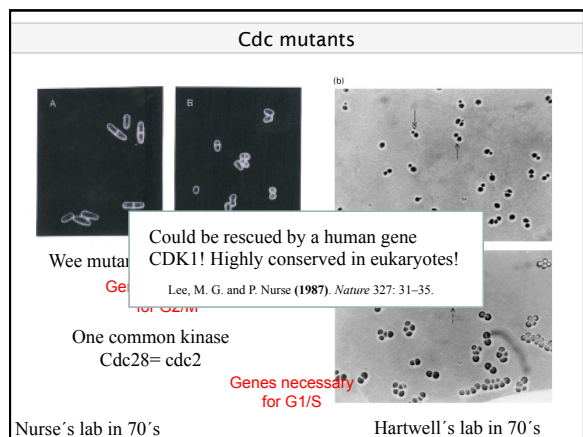 Cdc mutants
A
B
(b)
Wee mutan
Could be rescued by a human gene
CDK1! Highly conserved in eukaryotes!
Lee, M. G. and P. Nurse (1987). Nature 327: 31–35.
for G2/M
One common kinase
Cdc28= cdc2
Genes necessary
for G1/S
Nurse´s lab in 70´s
Hartwell´s lab in 70´s